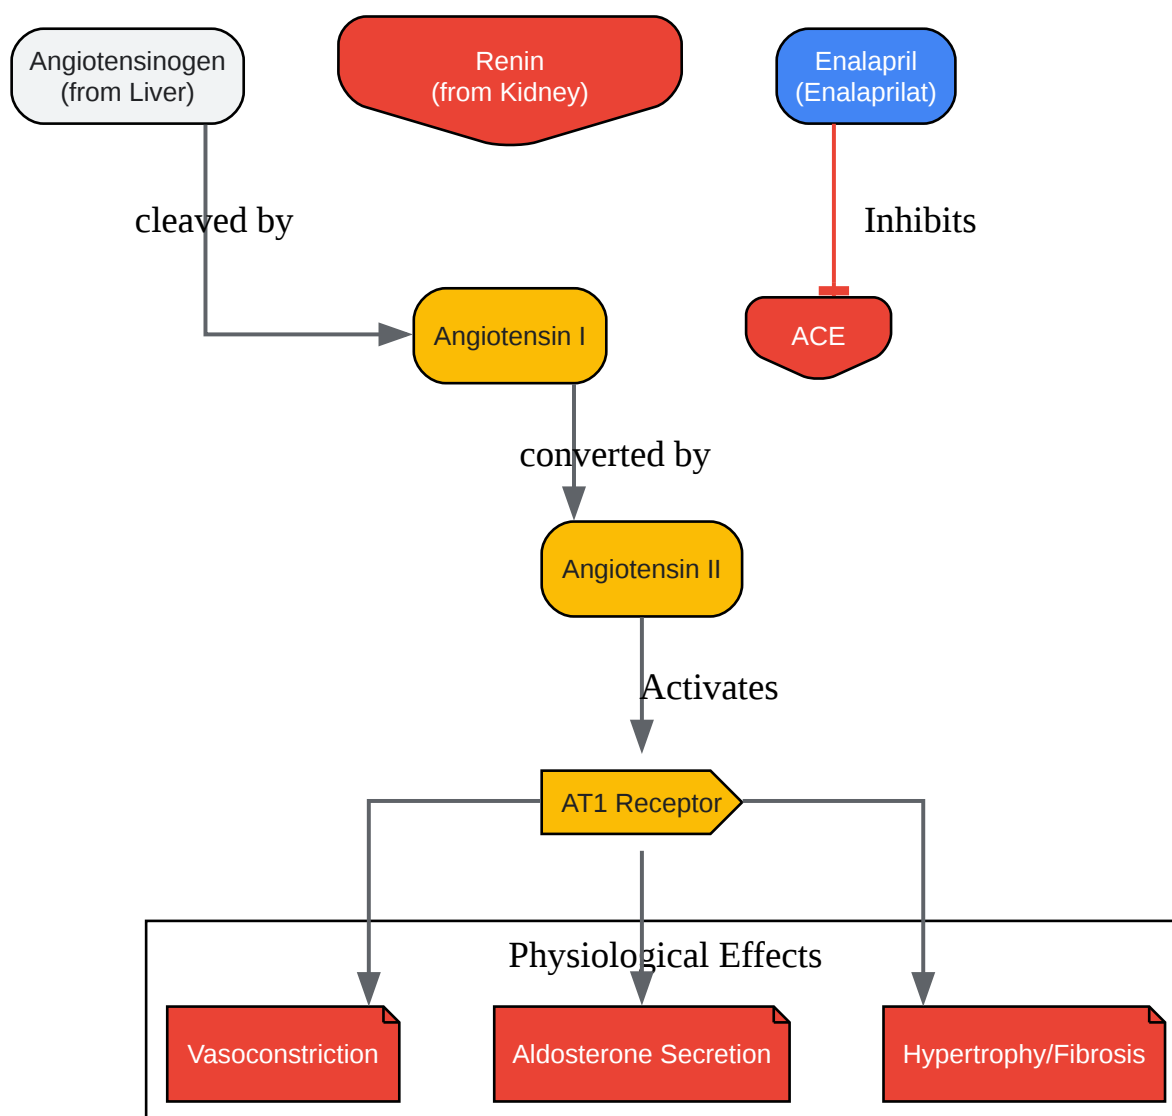 Angiotensinogen
(from Liver)
Renin
(from Kidney)
Enalapril
(Enalaprilat)
cleaved by
Inhibits
Angiotensin I
ACE
converted by
Angiotensin II
Activates
AT1 Receptor
Physiological Effects
Vasoconstriction
Aldosterone Secretion
Hypertrophy/Fibrosis